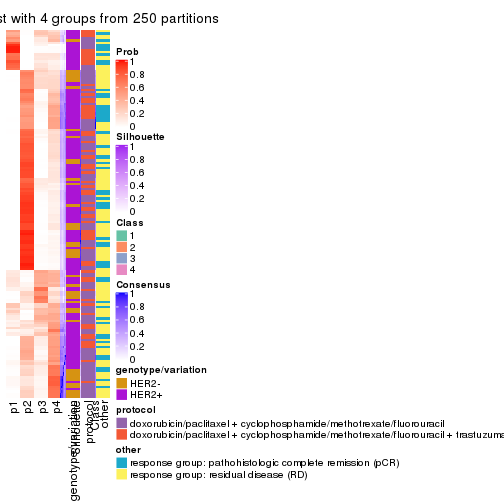 st with 4 groups from 250 partitions
Prob
1
0.8
0.6
0.4
0.2
0
Silhouette
1
0.8
0.6
0.4
0.2
0
Class
1
2
3
4
Consensus
1
0.8
0.6
0.4
0.2
0
genotype/variation
HER2-
HER2+
protocol
doxorubicin/paclitaxel + cyclophosphamide/methotrexate/fluorouracil
doxorubicin/paclitaxel + cyclophosphamide/methotrexate/fluorouracil + trastuzuma
other
response group: pathohistologic complete remission (pCR)
response group: residual disease (RD)
p1
p2
p3
p4
genotype/variation
Silhouette
protocol
Class
other